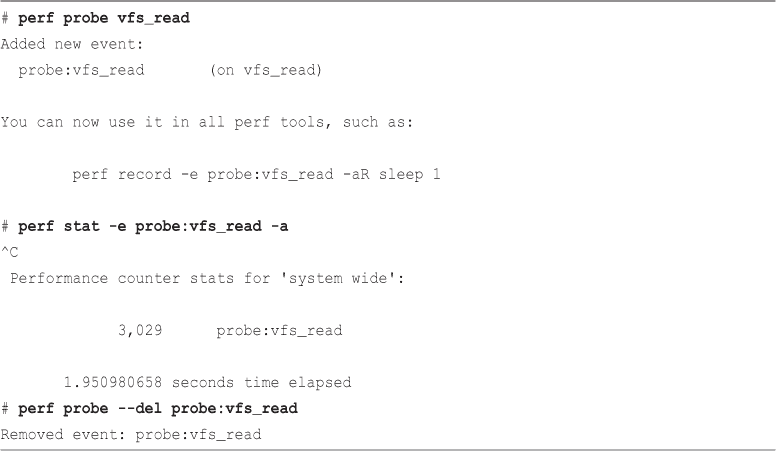 # perf probe vfs_read
Added new event:
  probe:vfs_read       (on vfs_read)

You can now use it in all perf tools, such as:

        perf record -e probe:vfs_read -aR sleep 1

# perf stat -e probe:vfs_read -a
^C
 Performance counter stats for 'system wide':

             3,029      probe:vfs_read

       1.950980658 seconds time elapsed
# perf probe --del probe:vfs_read
Removed event: probe:vfs_read